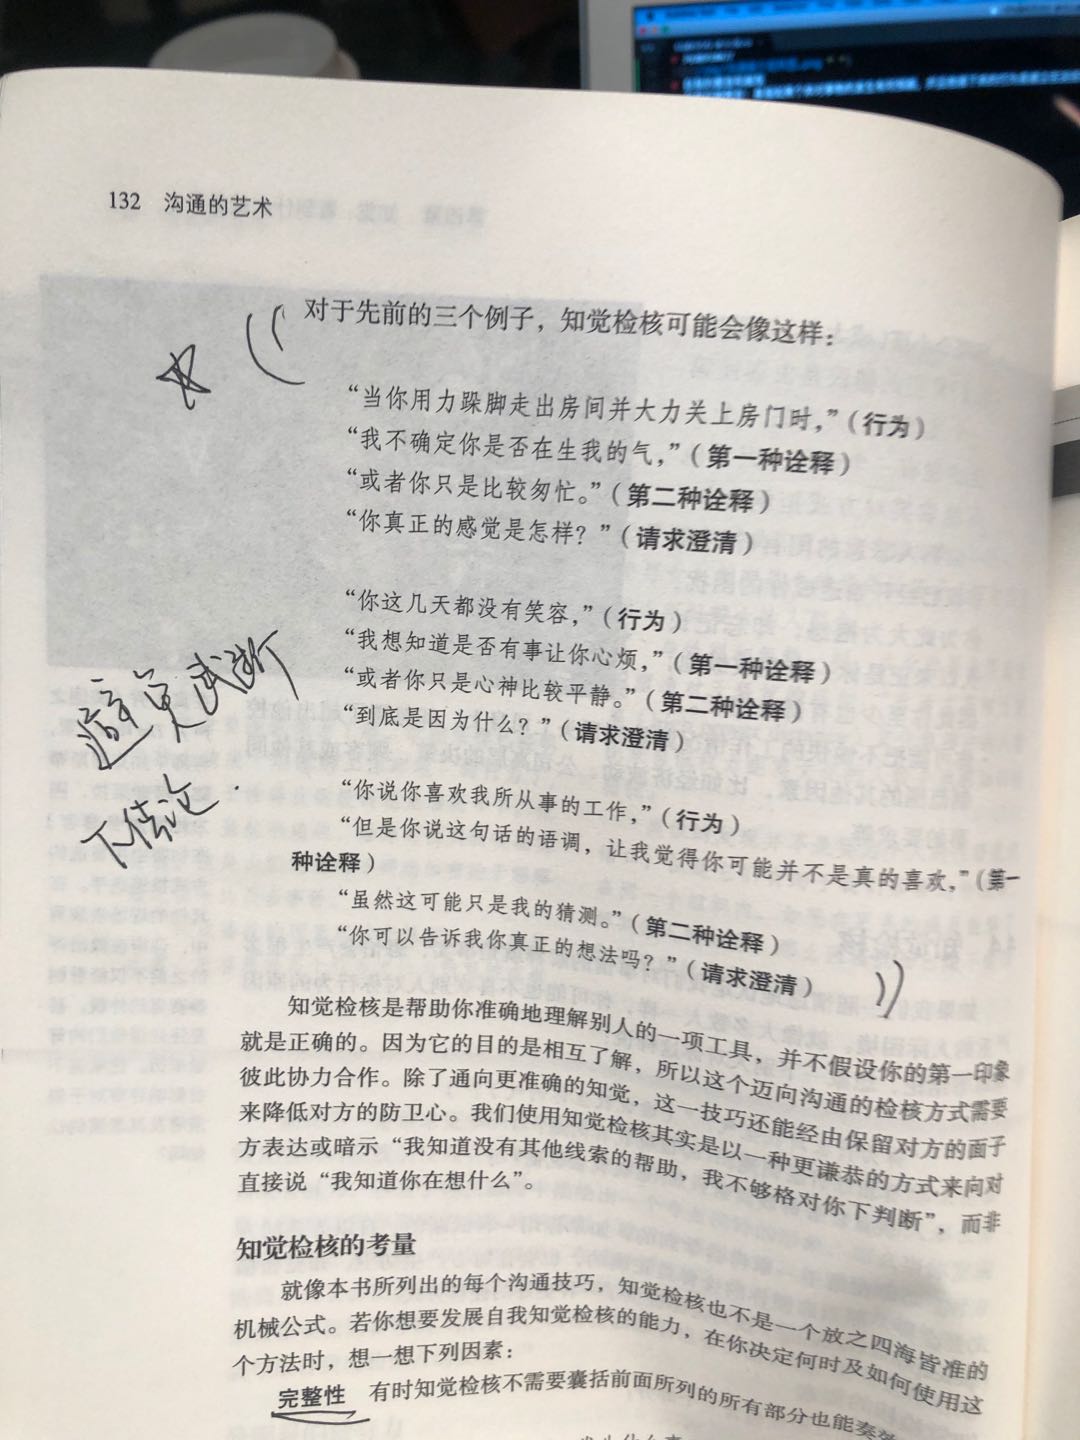 132 沟通的艺术
对于先前的三个例子，知觉检核可能会像这样：
“当你用力跺脚走出房间并大力关上房门时，”（行为）
“我不确定你是否在生我的气，”（第一种诠释）
“或者你只是比较匆忙。”（第二种诠释）
“你真正的感觉是怎样？”（请求澄清）
“你这几天都没有笑容，”（行为）
“我想知道是否有事让你心烦，”（第一种诠释）
“或者你只是心神比较平静。”（第二种诠释）
“到底是因为什么？”（请求澄清）
避免武断
下结论.
“你说你喜欢我所从事的工作，”（行为）
“但是你说这句话的语调，让我觉得你可能并不是真的喜欢，”（第一
种诠释）
“虽然这可能只是我的猜测。”（第二种诠释）
“你可以告诉我你真正的想法吗？”（请求澄清）
知觉检核是帮助你准确地理解别人的一项工具，并不假设你的第一印象
就是正确的。因为它的目的是相互了解，所以这个迈向沟通的检核方式需要
彼此协力合作。除了通向更准确的知觉，这一技巧还能经由保留对方的面子
来降低对方的防卫心。我们使用知觉检核其实是以一种更谦恭的方式来向对
方表达或暗示“我知道没有其他线索的帮助，我不够格对你下判断”，而非
直接说“我知道你在想什么”。
知觉检核的考量
就像本书所列出的每个沟通技巧，知觉检核也不是一个放之四海皆准的
机械公式。若你想要发展自我知觉检核的能力，在你决定何时及如何使用这
个方法时，想一想下列因素：
完整性 有时知觉检核不需要囊括前面所列的所有部分也能奏效